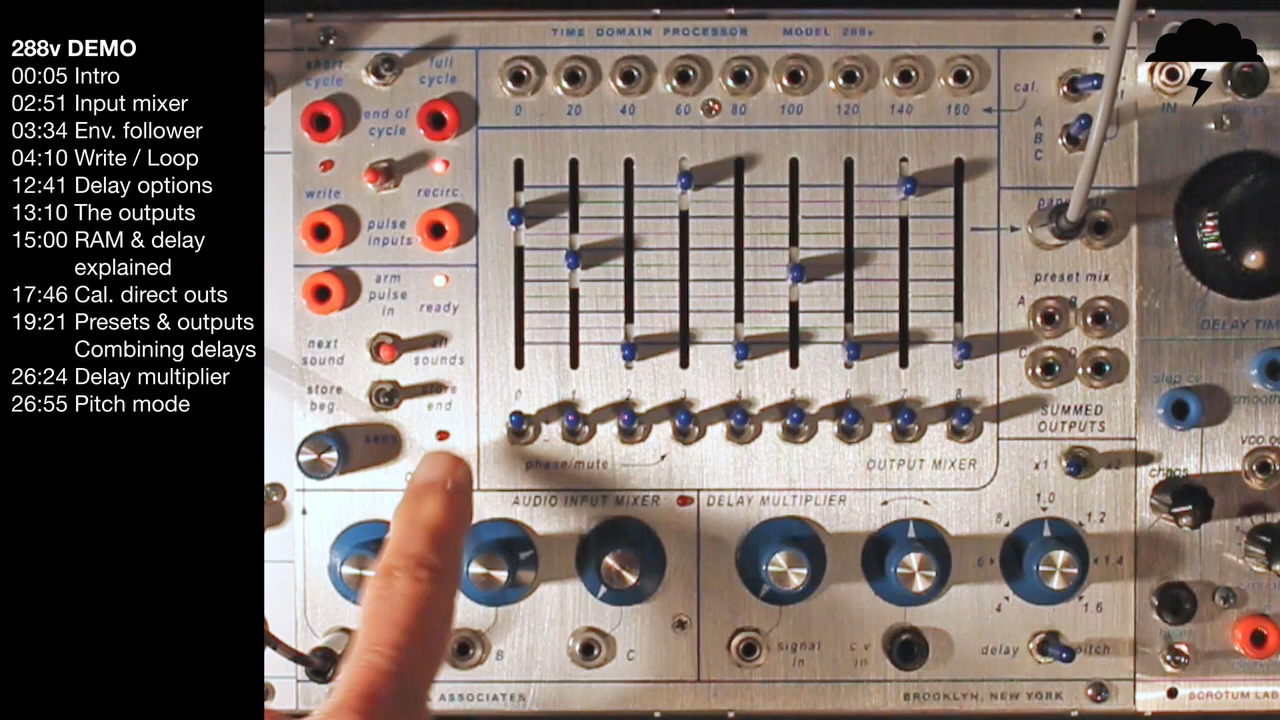 288v DEMO
00:05 Intro
02:51 Input mixer
03:34 Env. follower
04:10 Write / Loop
12:41 Delay options
13:10 The outputs
15:00 RAM & delay
explained
17:46 Cal. direct outs
19:21 Presets & outputs
Combining delays
26:24 Delay multiplier
26:55 Pitch mode
TIME DOMAIN PROCESSOR MODEL 288v
short cycle
full cycle
end of cycle
write
recirc.
pulse inputs
arm pulse in
ready
next sound
sounds
store beg.
end
sens
0 20 40 60 80 100 120 140 160
cal.
A
B
C
preset mix
A
SUMMED OUTPUTS
x1 x2
0 1 2 3 4 5 6 7 8
phase/mute
OUTPUT MIXER
AUDIO INPUT MIXER
DELAY MULTIPLIER
B
C
signal in
cv in
.4 .6 .8 1.0 1.2 1.4 1.6
delay
pitch
ASSOCIATES
BROOKLYN, NEW YORK
IN
DELAY TIM
step cv
smooth
chaos
SCROTUM LAB